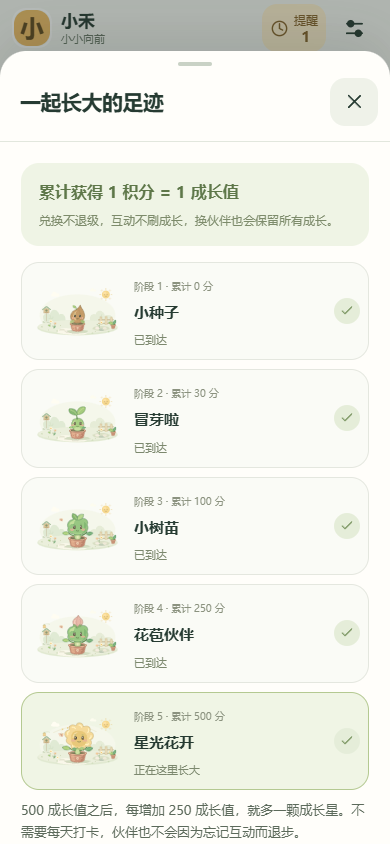 小
小禾
小小向前
提醒
1
一起长大的足迹
累计获得 1 积分 = 1 成长值
兑换不退级，互动不刷成长，换伙伴也会保留所有成长。
阶段 1 · 累计 0 分
小种子
已到达
阶段 2 · 累计 30 分
冒芽啦
已到达
阶段 3 · 累计 100 分
小树苗
已到达
阶段 4 · 累计 250 分
花苞伙伴
已到达
阶段 5 · 累计 500 分
星光花开
正在这里长大
500 成长值之后，每增加 250 成长值，就多一颗成长星。不
需要每天打卡，伙伴也不会因为忘记互动而退步。